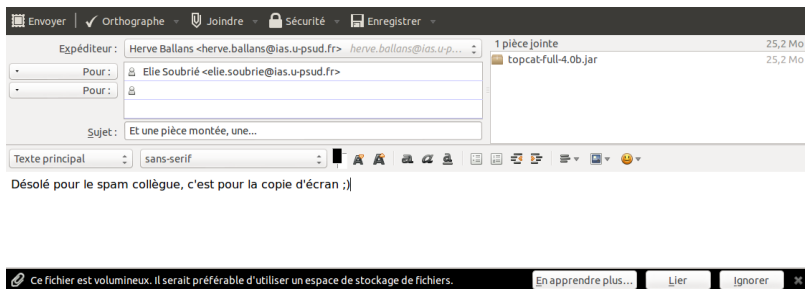 Envoyer Orthographe Joindre Sécurité Enregistrer
Expéditeur : Herve Ballans <herve.ballans@ias.u-psud.fr> herve.ballans@ias.u-p...
Pour : Elie Soubrié <elie.soubrie@ias.u-psud.fr>
Pour :
Sujet : Et une pièce montée, une...
1 pièce jointe 25,2 Mo
topcat-full-4.0b.jar 25,2 Mo
Texte principal sans-serif
Désolé pour le spam collègue, c'est pour la copie d'écran ;)
Ce fichier est volumineux. Il serait préférable d'utiliser un espace de stockage de fichiers. En apprendre plus... Lier Ignorer